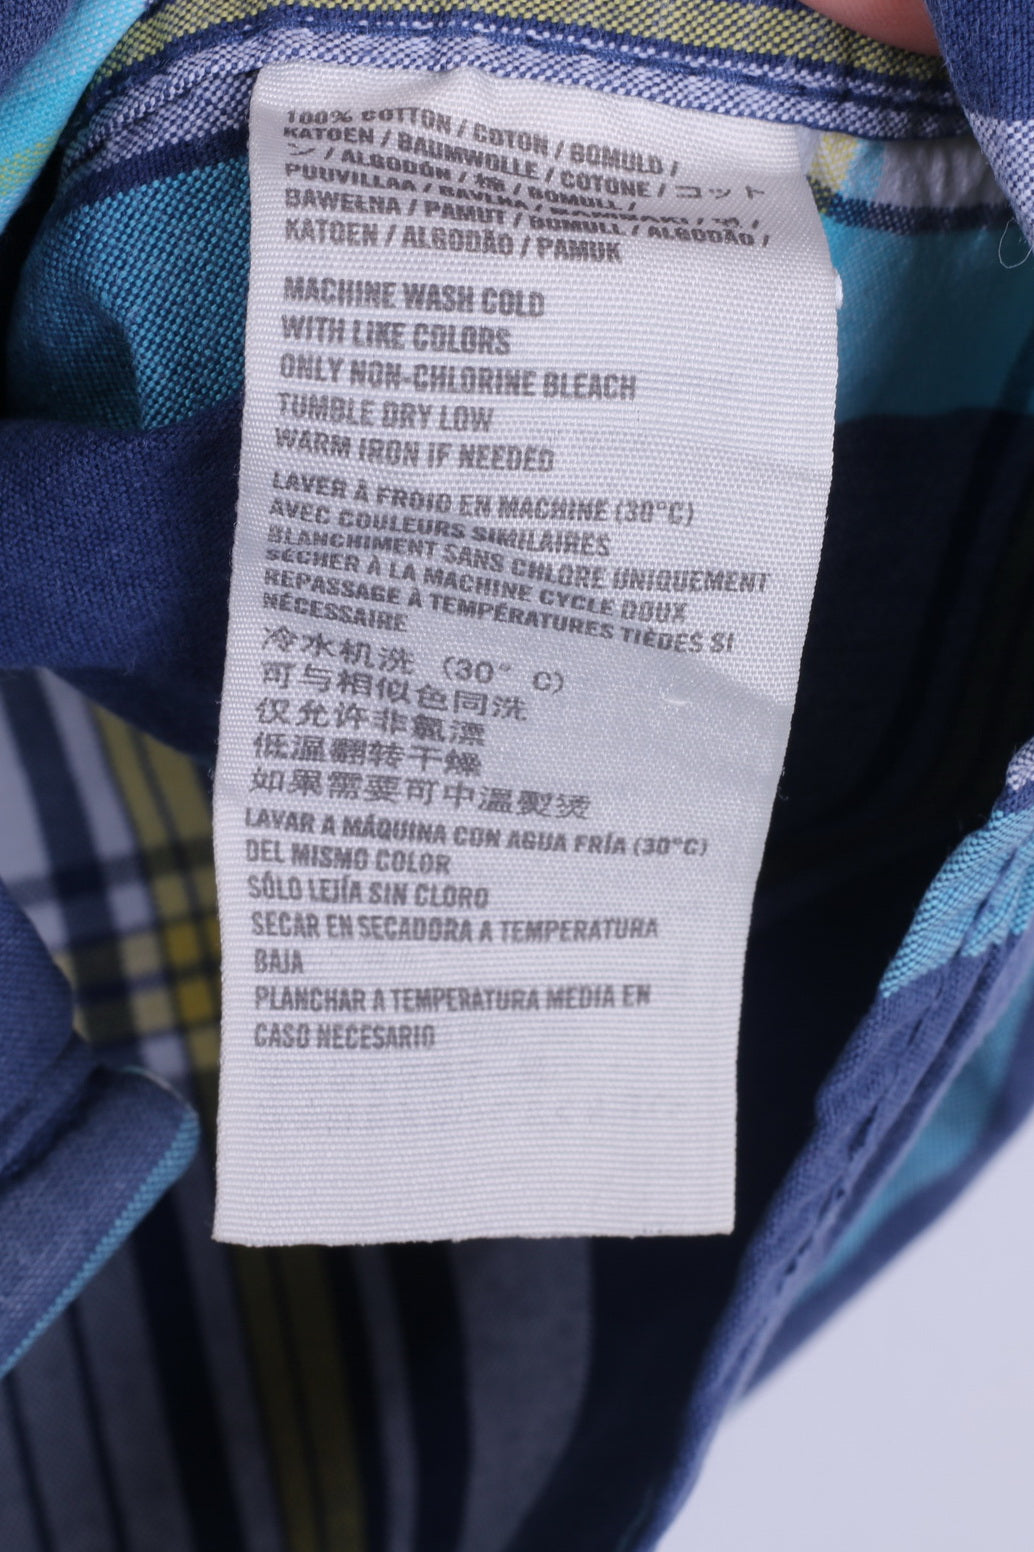 100% COTTON / COTON / BOMULD /
KATOEN / BAUMWOLLE / COTONE / コット
ン / ALGODÓN / 棉 / BOMULL /
PUUVILLAA / BAVLNA /
BAWEŁNA / PAMUT / BOMULL / ALGODÃO /
KATOEN / ALGODÃO / PAMUK
MACHINE WASH COLD
WITH LIKE COLORS
ONLY NON-CHLORINE BLEACH
TUMBLE DRY LOW
WARM IRON IF NEEDED
LAVER À FROID EN MACHINE (30°C)
AVEC COULEURS SIMILAIRES
BLANCHIMENT SANS CHLORE UNIQUEMENT
SÉCHER À LA MACHINE CYCLE DOUX
REPASSAGE À TEMPÉRATURES TIÈDES SI
NÉCESSAIRE
冷水机洗 (30° C)
可与相似色同洗
仅允许非氯漂
低温翻转干燥
如果需要可中温熨烫
LAVAR A MÁQUINA CON AGUA FRÍA (30°C)
DEL MISMO COLOR
SÓLO LEJÍA SIN CLORO
SECAR EN SECADORA A TEMPERATURA
BAJA
PLANCHAR A TEMPERATURA MEDIA EN
CASO NECESARIO